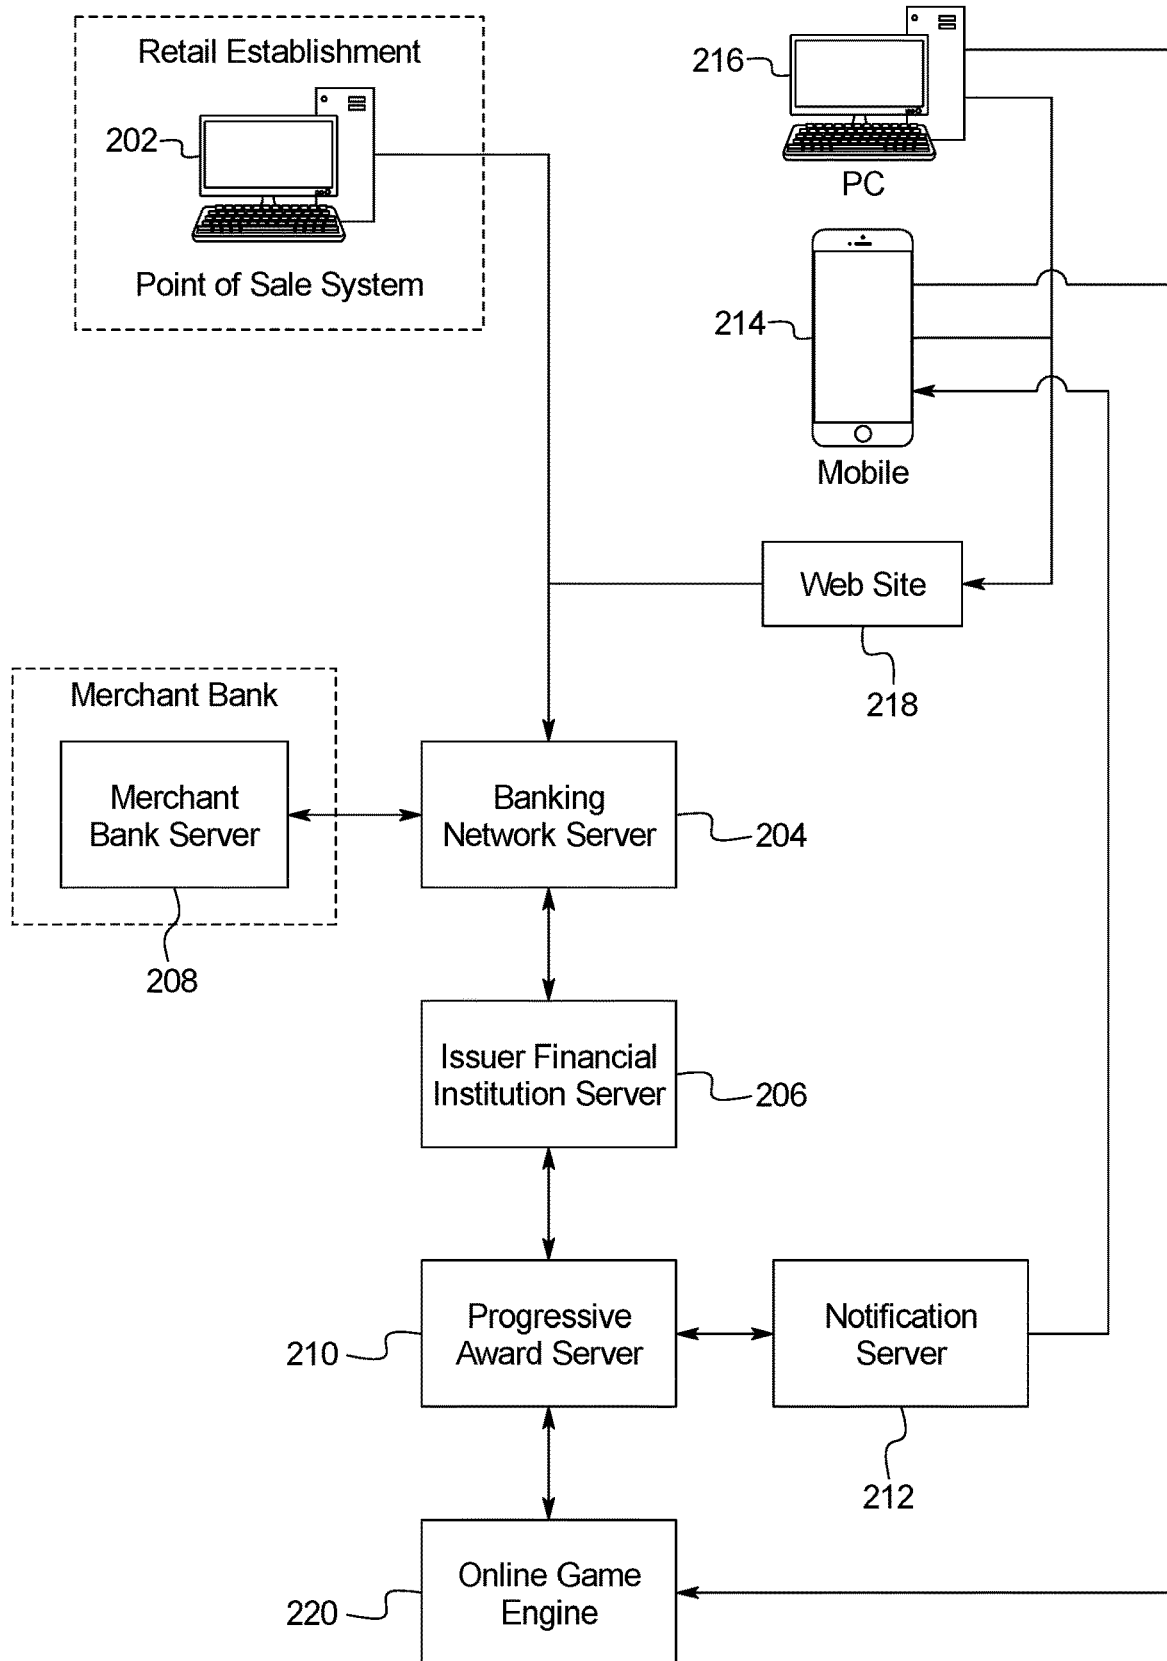 Retail Establishment
202
Point of Sale System
216
PC
214
Mobile
Web Site
218
Merchant Bank
Merchant
Bank Server
208
Banking
Network Server
204
Issuer Financial
Institution Server
206
Progressive
Award Server
210
Notification
Server
212
Online Game
Engine
220